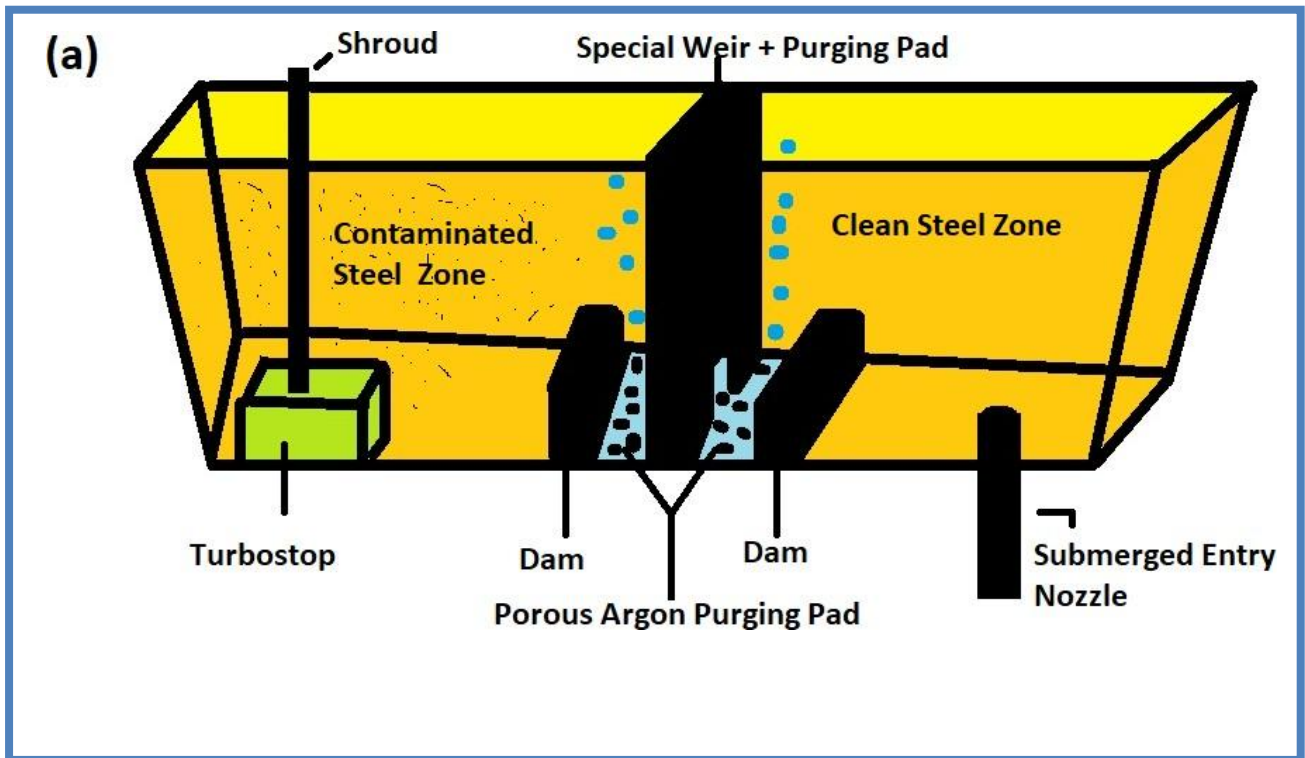 (a)
Shroud
Special Weir + Purging Pad
Contaminated
Steel Zone
Clean Steel Zone
Turbostop
Dam
Dam
Porous Argon Purging Pad
Submerged Entry
Nozzle